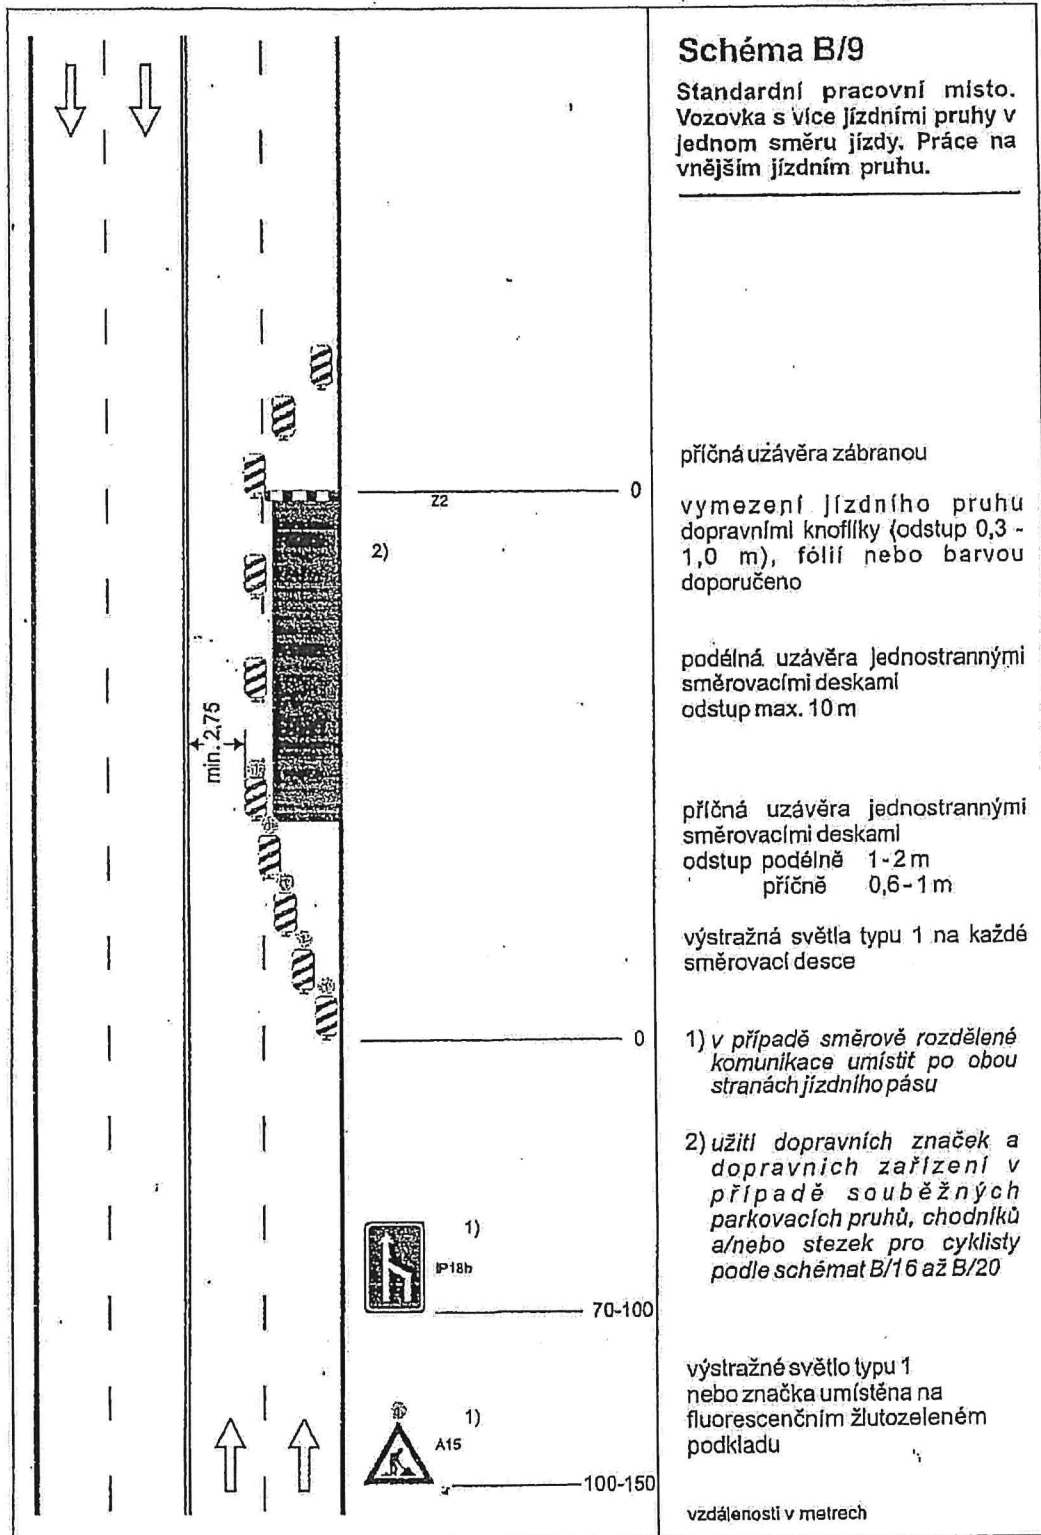 Schéma B/9
Standardní pracovní místo.
Vozovka s více jízdními pruhy v
jednom směru jízdy. Práce na
vnějším jízdním pruhu.
příčná uzávěra zábranou
0
Z2
vymezení jízdního pruhu
dopravními knoflíky (odstup 0,3 -
1,0 m), fólií nebo barvou
doporučeno
2)
podélná uzávěra jednostrannými
směrovacími deskami
odstup max. 10 m
min. 2,75
příčná uzávěra jednostrannými
směrovacími deskami
odstup podélně 1-2 m
příčně 0,6-1 m
výstražná světla typu 1 na každé
směrovací desce
0
1) v případě směrově rozdělené
komunikace umístit po obou
stranách jízdního pásu
2) užití dopravních značek a
dopravních zařízení v
případě souběžných
parkovacích pruhů, chodníků
a/nebo stezek pro cyklisty
podle schémat B/16 až B/20
1)
IP18b
70-100
výstražné světlo typu 1
nebo značka umístěna na
fluorescenčním žlutozeleném
podkladu
1)
A15
100-150
vzdálenosti v metrech